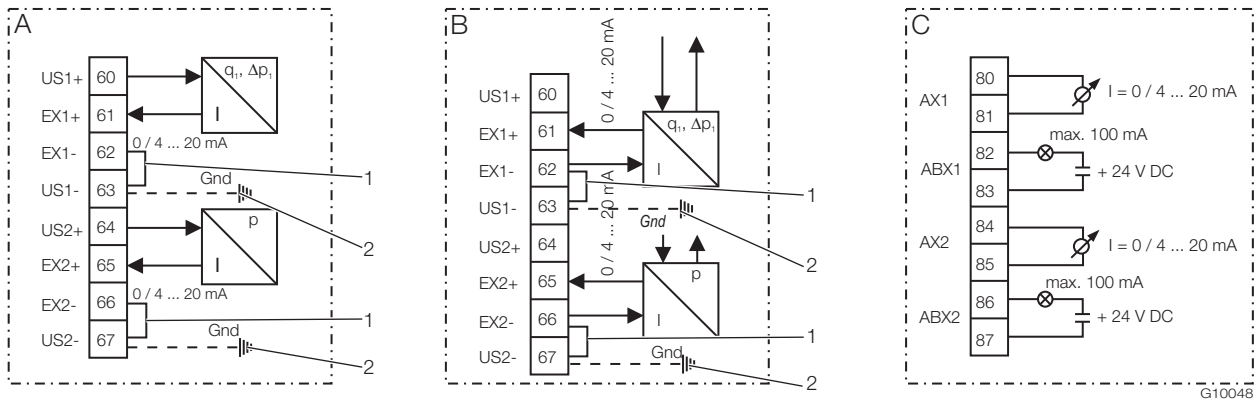 A
US1+ 60
EX1+ 61
EX1- 62
US1- 63
US2+ 64
EX2+ 65
EX2- 66
US2- 67
q₁, Δp₁
I
0 / 4 ... 20 mA
Gnd
1
2
p
I
0 / 4 ... 20 mA
Gnd
1
2
B
US1+ 60
EX1+ 61
EX1- 62
US1- 63
US2+ 64
EX2+ 65
EX2- 66
US2- 67
0 / 4 ... 20 mA
q₁, Δp₁
I
Gnd
1
2
0 / 4 ... 20 mA
p
I
Gnd
1
2
C
AX1
80
81
I = 0 / 4 ... 20 mA
ABX1
82
83
max. 100 mA
+ 24 V DC
AX2
84
85
I = 0 / 4 ... 20 mA
ABX2
86
87
max. 100 mA
+ 24 V DC
G10048